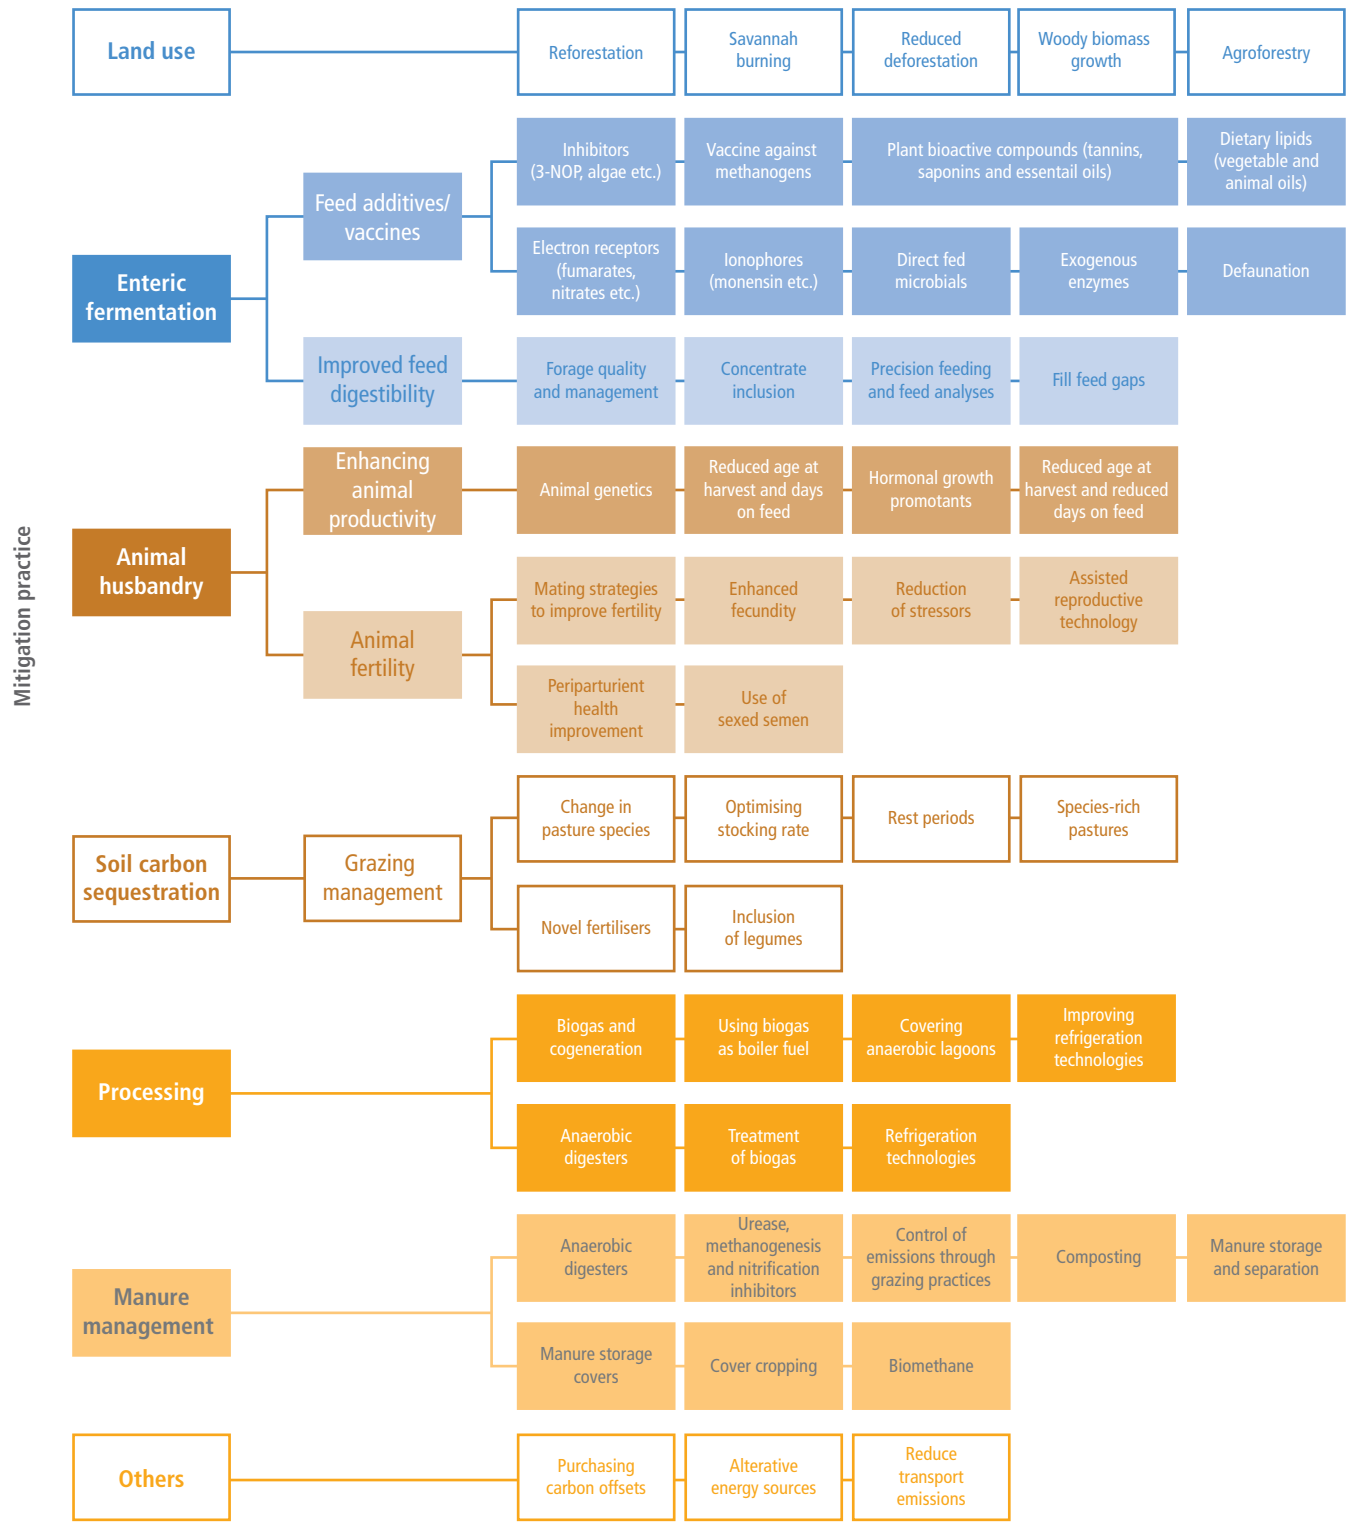 Mitigation practice
Land use
Reforestation
Savannah
burning
Reduced
deforestation
Woody biomass
growth
Agroforestry
Enteric
fermentation
Feed additives/
vaccines
Inhibitors
(3-NOP, algae etc.)
Vaccine against
methanogens
Plant bioactive compounds (tannins,
saponins and essentail oils)
Dietary lipids
(vegetable and
animal oils)
Electron receptors
(fumarates,
nitrates etc.)
Ionophores
(monensin etc.)
Direct fed
microbials
Exogenous
enzymes
Defaunation
Improved feed
digestibility
Forage quality
and management
Concentrate
inclusion
Precision feeding
and feed analyses
Fill feed gaps
Animal
husbandry
Enhancing
animal
productivity
Animal genetics
Reduced age at
harvest and days
on feed
Hormonal growth
promotants
Reduced age at
harvest and reduced
days on feed
Animal
fertility
Mating strategies
to improve fertility
Enhanced
fecundity
Reduction
of stressors
Assisted
reproductive
technology
Periparturient
health
improvement
Use of
sexed semen
Soil carbon
sequestration
Grazing
management
Change in
pasture species
Optimising
stocking rate
Rest periods
Species-rich
pastures
Novel fertilisers
Inclusion
of legumes
Processing
Biogas and
cogeneration
Using biogas
as boiler fuel
Covering
anaerobic lagoons
Improving
refrigeration
technologies
Anaerobic
digesters
Treatment
of biogas
Refrigeration
technologies
Manure
management
Anaerobic
digesters
Urease,
methanogenesis
and nitrification
inhibitors
Control of
emissions through
grazing practices
Composting
Manure storage
and separation
Manure storage
covers
Cover cropping
Biomethane
Others
Purchasing
carbon offsets
Alterative
energy sources
Reduce
transport
emissions